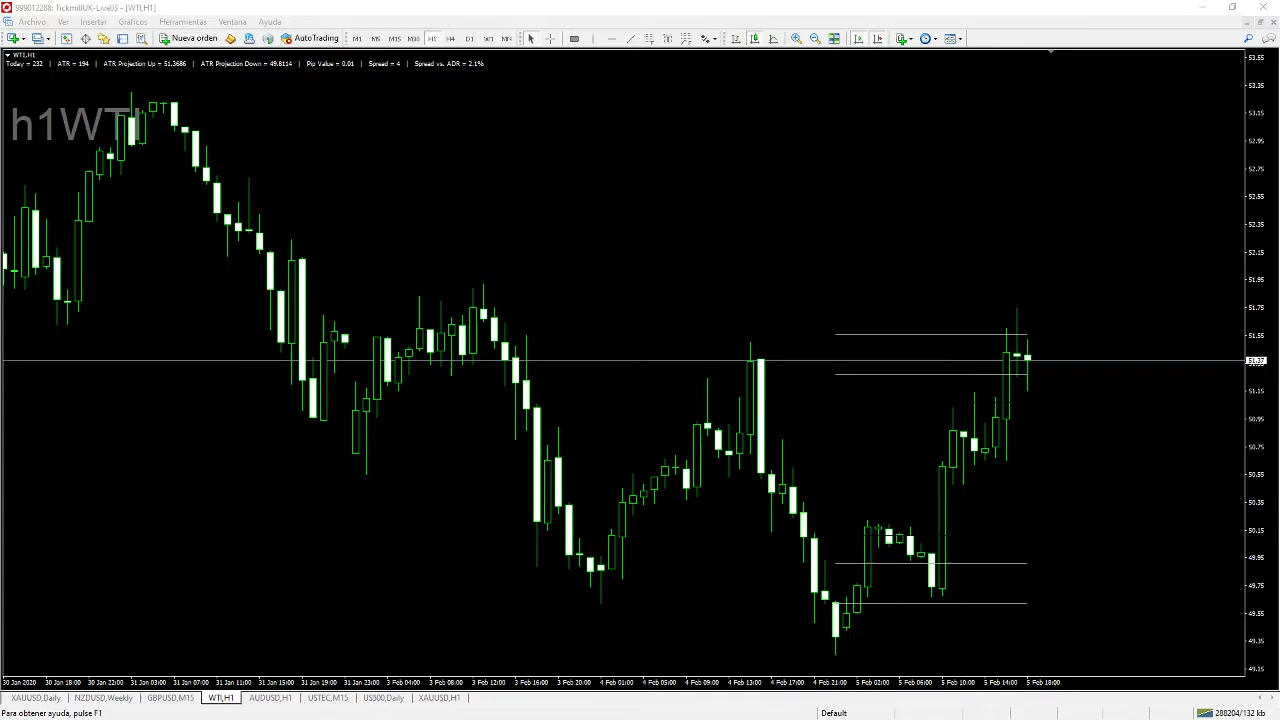 999012288: TickmillUK-Live03 - [WTI,H1]
Archivo Ver Insertar Gráficos Herramientas Ventana Ayuda
Nueva orden AutoTrading M1 M5 M15 M30 H1 H4 D1 W1 MN
WTI,H1
Today = 232 | ATR = 194 | ATR Projection Up = 51.3686 | ATR Projection Down = 49.8114 | Pip Value = 0.01 | Spread = 4 | Spread vs. ADR = 2.1%
h1WTI
53.55
53.35
53.15
52.95
52.75
52.55
52.35
52.15
51.95
51.75
51.55
51.37
51.15
50.95
50.75
50.55
50.35
50.15
49.95
49.75
49.55
49.35
49.15
30 Jan 2020 30 Jan 18:00 30 Jan 22:00 31 Jan 03:00 31 Jan 07:00 31 Jan 11:00 31 Jan 15:00 31 Jan 19:00 31 Jan 23:00 3 Feb 04:00 3 Feb 08:00 3 Feb 12:00 3 Feb 16:00 3 Feb 20:00 4 Feb 01:00 4 Feb 05:00 4 Feb 09:00 4 Feb 13:00 4 Feb 17:00 4 Feb 21:00 5 Feb 02:00 5 Feb 06:00 5 Feb 10:00 5 Feb 14:00 5 Feb 18:00
XAUUSD,Daily NZDUSD,Weekly GBPUSD,M15 WTI,H1 AUDUSD,H1 USTEC,M15 US500,Daily XAUUSD,H1
Para obtener ayuda, pulse F1 Default 288204/132 kb